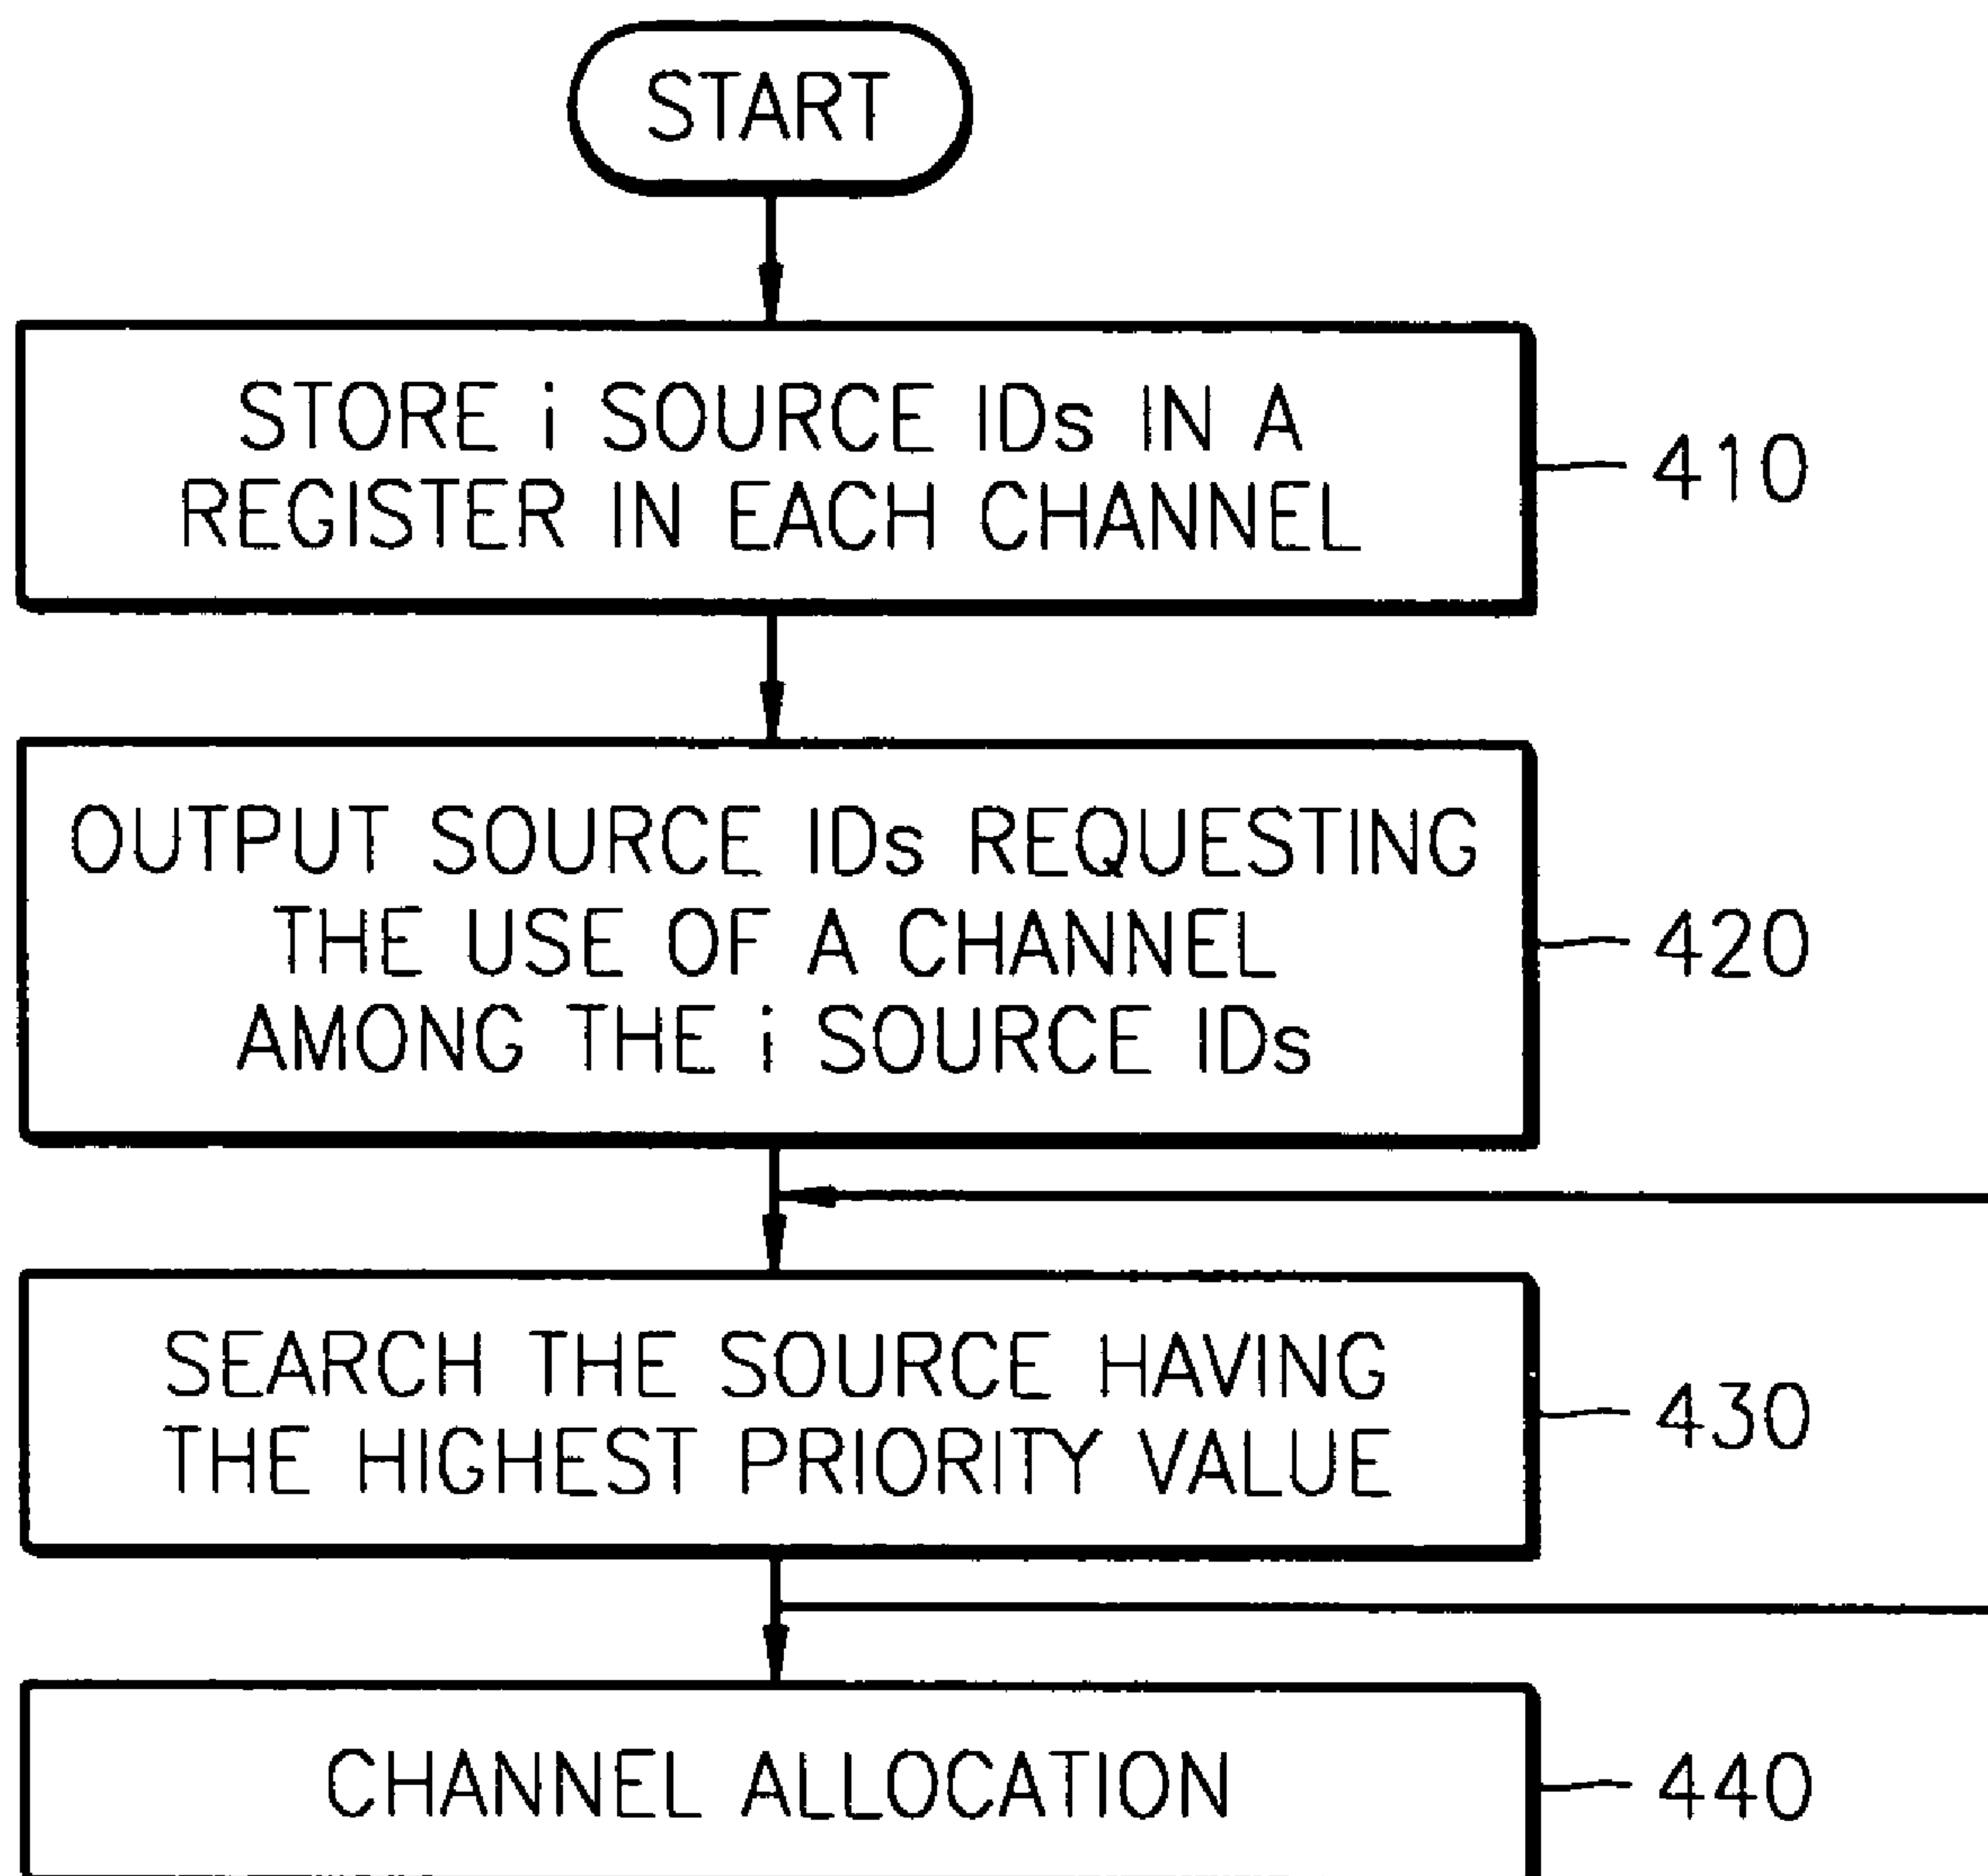 START
STORE i SOURCE IDs IN A
REGISTER IN EACH CHANNEL
410
OUTPUT SOURCE IDs REQUESTING
THE USE OF A CHANNEL
AMONG THE i SOURCE IDs
420
SEARCH THE SOURCE HAVING
THE HIGHEST PRIORITY VALUE
430
CHANNEL ALLOCATION
440